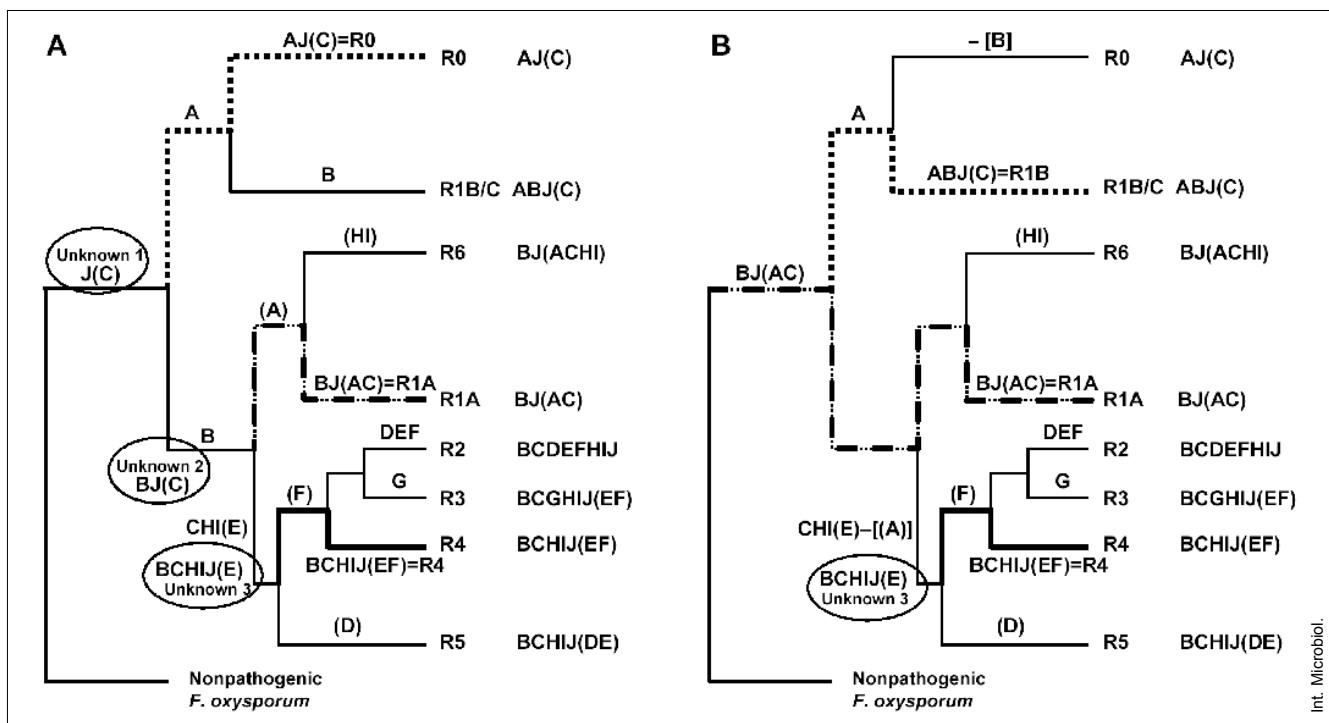 A
AJ(C)=R0
R0 AJ(C)
A
B
R1B/C ABJ(C)
(HI)
R6 BJ(ACHI)
Unknown 1
J(C)
(A)
BJ(AC)=R1A
R1A BJ(AC)
DEF
R2 BCDEFHIJ
B
Unknown 2
BJ(C)
G
(F)
R3 BCGHIJ(EF)
CHI(E)
R4 BCHIJ(EF)
BCHIJ(EF)=R4
BCHIJ(E)
Unknown 3
(D)
R5 BCHIJ(DE)
Nonpathogenic
F. oxysporum
B
– [B]
R0 AJ(C)
A
ABJ(C)=R1B
R1B/C ABJ(C)
(HI)
R6 BJ(ACHI)
BJ(AC)
BJ(AC)=R1A
R1A BJ(AC)
DEF
R2 BCDEFHIJ
G
(F)
R3 BCGHIJ(EF)
CHI(E)–[(A)]
R4 BCHIJ(EF)
BCHIJ(EF)=R4
BCHIJ(E)
Unknown 3
(D)
R5 BCHIJ(DE)
Nonpathogenic
F. oxysporum
Int. Microbiol.